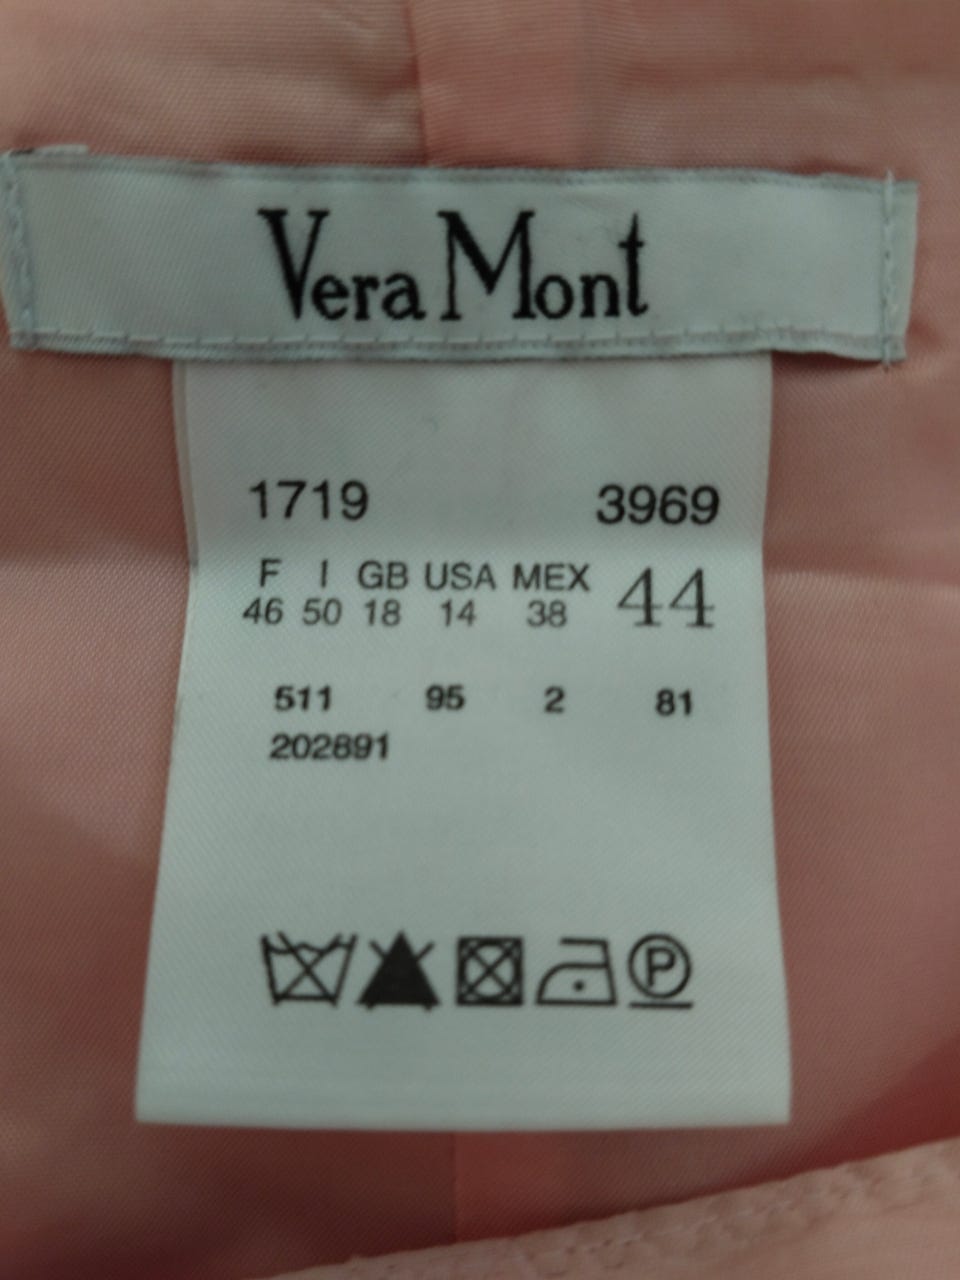 Vera Mont
1719 3969
F I GB USA MEX 44
46 50 18 14 38
511 95 2 81
202891
P